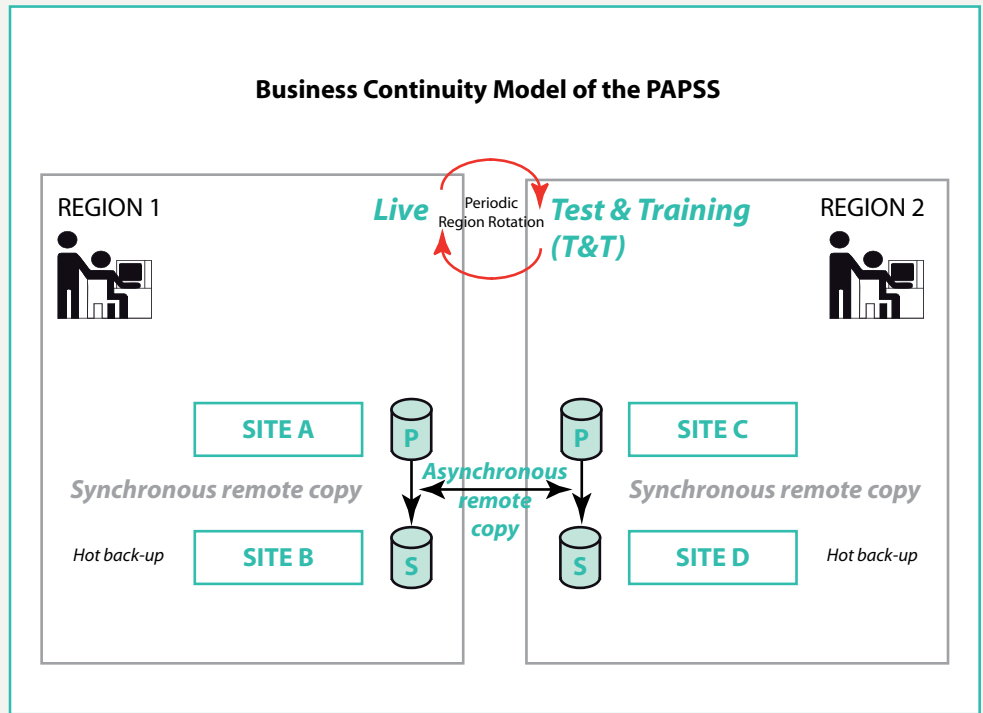 Business Continuity Model of the PAPSS
REGION 1
Live
Periodic
Region Rotation
Test & Training
(T&T)
REGION 2
SITE A
P
P
SITE C
Synchronous remote copy
Asynchronous
remote
copy
Synchronous remote copy
Hot back-up
SITE B
S
S
SITE D
Hot back-up